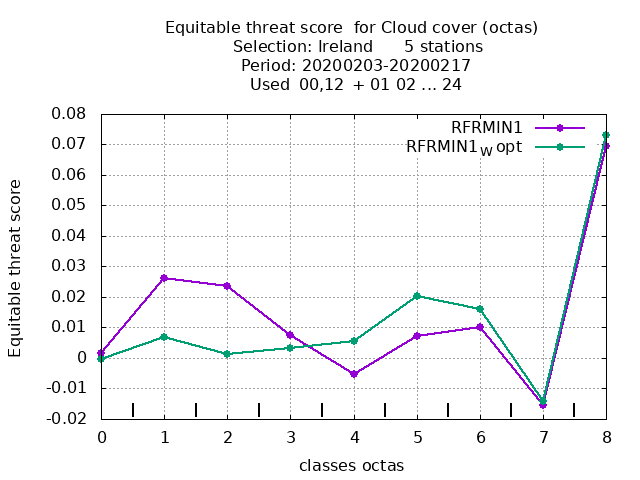 Equitable threat score  for Cloud cover (octas)
Selection: Ireland      5 stations
Period: 20200203-20200217
Used  00,12  + 01 02 ... 24
RFRMIN1
RFRMIN1W opt
Equitable threat score
0.08
0.07
0.06
0.05
0.04
0.03
0.02
0.01
0
-0.01
-0.02
0 1 2 3 4 5 6 7 8
classes octas